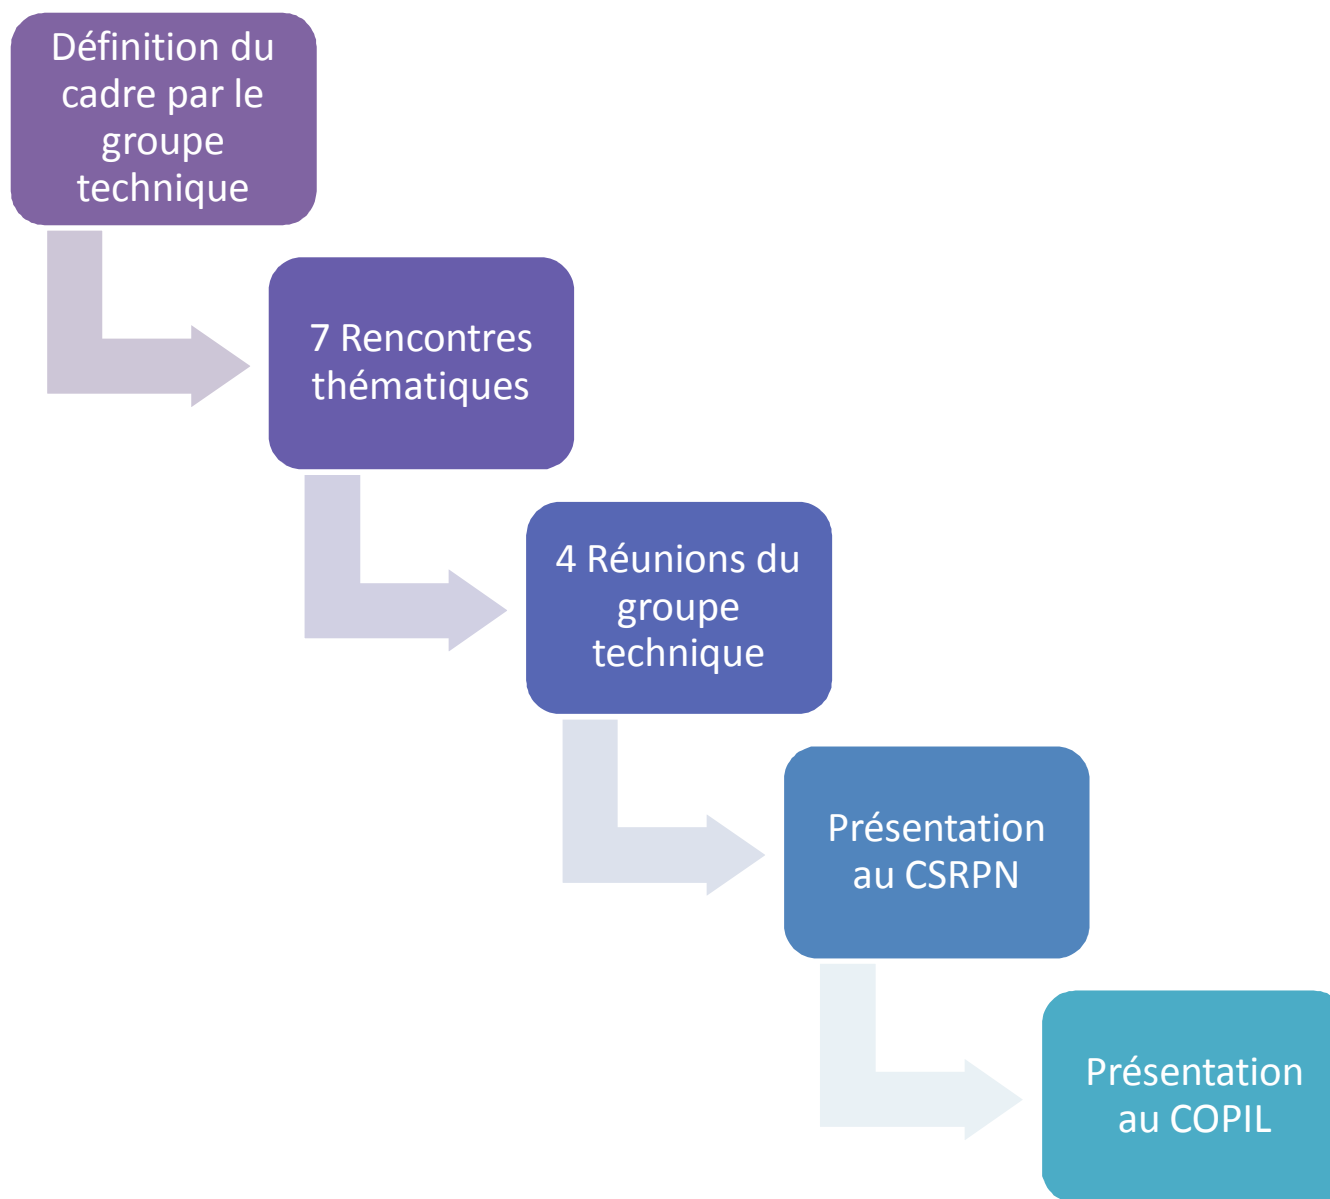 Définition du
cadre par le
groupe
technique
7 Rencontres
thématiques
4 Réunions du
groupe
technique
Présentation
au CSRPN
Présentation
au COPIL